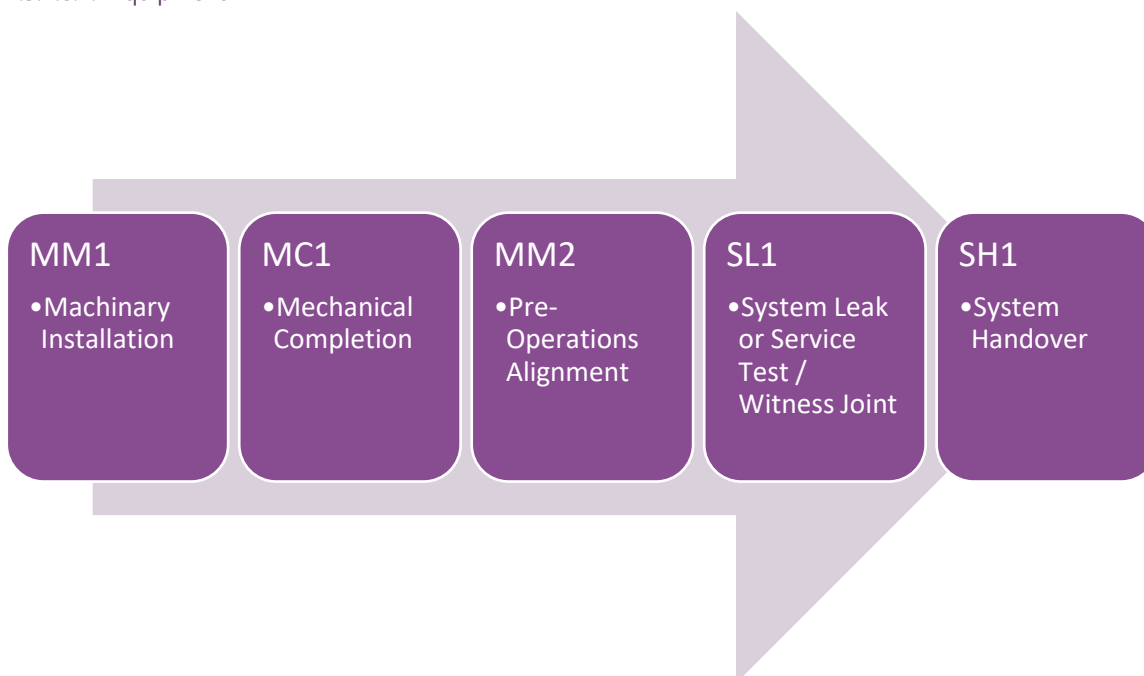 MM1
•Machinary
Installation
MC1
•Mechanical
Completion
MM2
•Pre-
Operations
Alignment
SL1
•System Leak
or Service
Test /
Witness Joint
SH1
•System
Handover